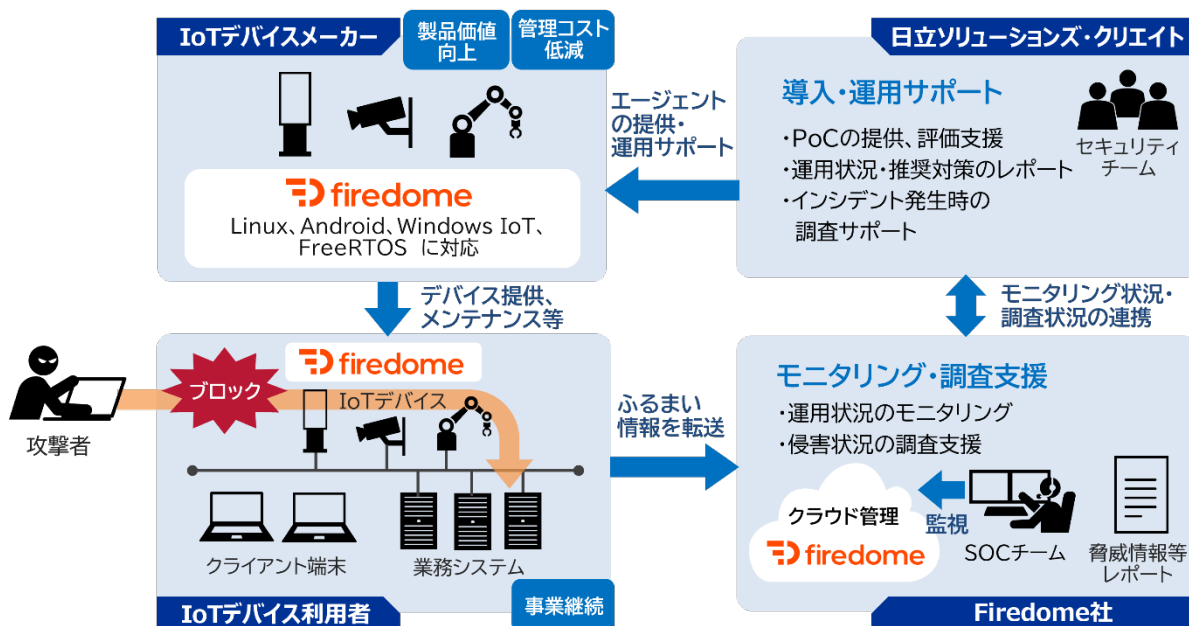 IoTデバイスメーカー
製品価値
向上
管理コスト
低減
firedome
Linux、Android、Windows IoT、
FreeRTOS に対応
エージェント
の提供・
運用サポート
日立ソリューションズ・クリエイト
導入・運用サポート
・PoCの提供、評価支援
・運用状況・推奨対策のレポート
・インシデント発生時の
調査サポート
セキュリティ
チーム
デバイス提供、
メンテナンス等
モニタリング状況・
調査状況の連携
攻撃者
ブロック
firedome
IoTデバイス
クライアント端末
業務システム
IoTデバイス利用者
事業継続
ふるまい
情報を転送
モニタリング・調査支援
・運用状況のモニタリング
・侵害状況の調査支援
クラウド管理
firedome
監視
SOCチーム
脅威情報等
レポート
Firedome社